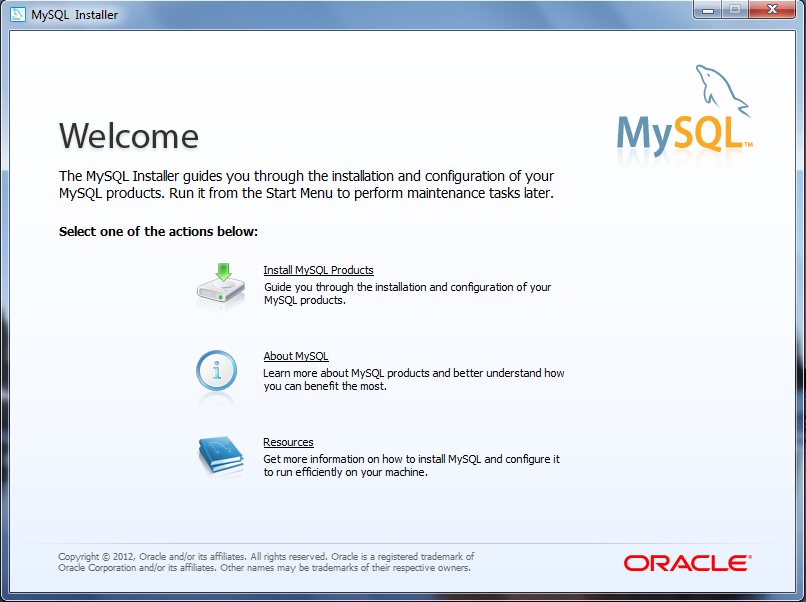 MySQL Installer
MySQL™
Welcome
The MySQL Installer guides you through the installation and configuration of your
MySQL products. Run it from the Start Menu to perform maintenance tasks later.
Select one of the actions below:
Install MySQL Products
Guide you through the installation and configuration of your
MySQL products.
About MySQL
Learn more about MySQL products and better understand how
you can benefit the most.
Resources
Get more information on how to install MySQL and configure it
to run efficiently on your machine.
Copyright © 2012, Oracle and/or its affiliates. All rights reserved. Oracle is a registered trademark of
Oracle Corporation and/or its affiliates. Other names may be trademarks of their respective owners.
ORACLE®